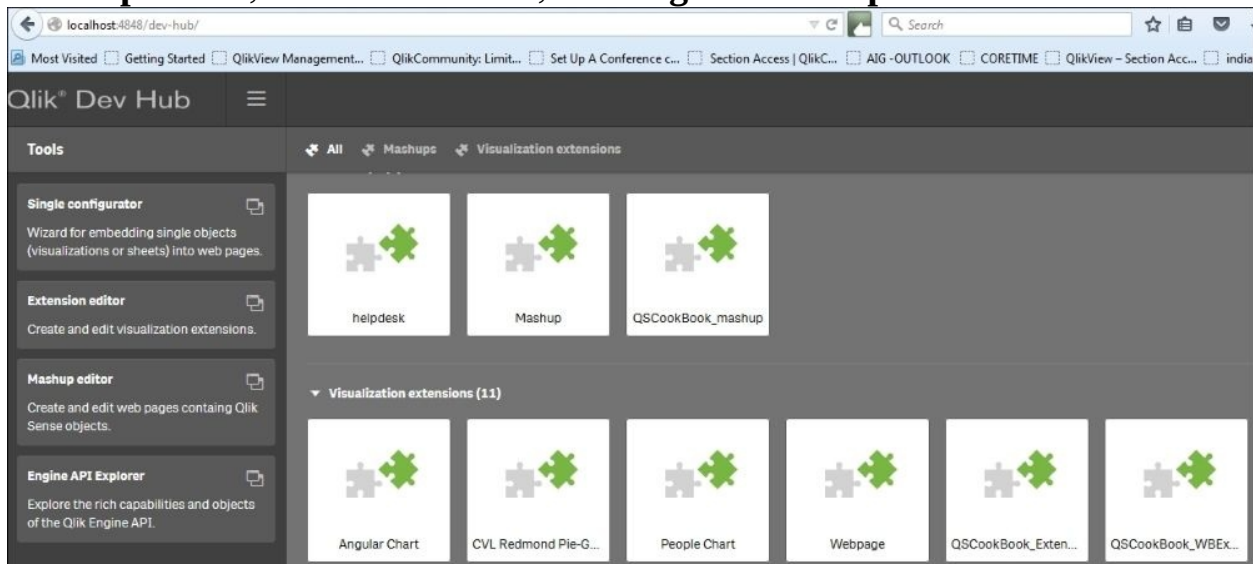 localhost:4848/dev-hub/
Search
Most Visited Getting Started QlikView Management... QlikCommunity: Limit... Set Up A Conference c... Section Access | QlikC... AIG -OUTLOOK CORETIME QlikView – Section Acc... india
Qlik® Dev Hub
Tools
All Mashups Visualization extensions
Single configurator
Wizard for embedding single objects
(visualizations or sheets) into web pages.
Extension editor
Create and edit visualization extensions.
Mashup editor
Create and edit web pages containg Qlik
Sense objects.
Engine API Explorer
Explore the rich capabilities and objects
of the Qlik Engine API.
helpdesk Mashup QSCookBook_mashup
Visualization extensions (11)
Angular Chart CVL Redmond Pie-G... People Chart Webpage QSCookBook_Exten... QSCookBook_WBEx...